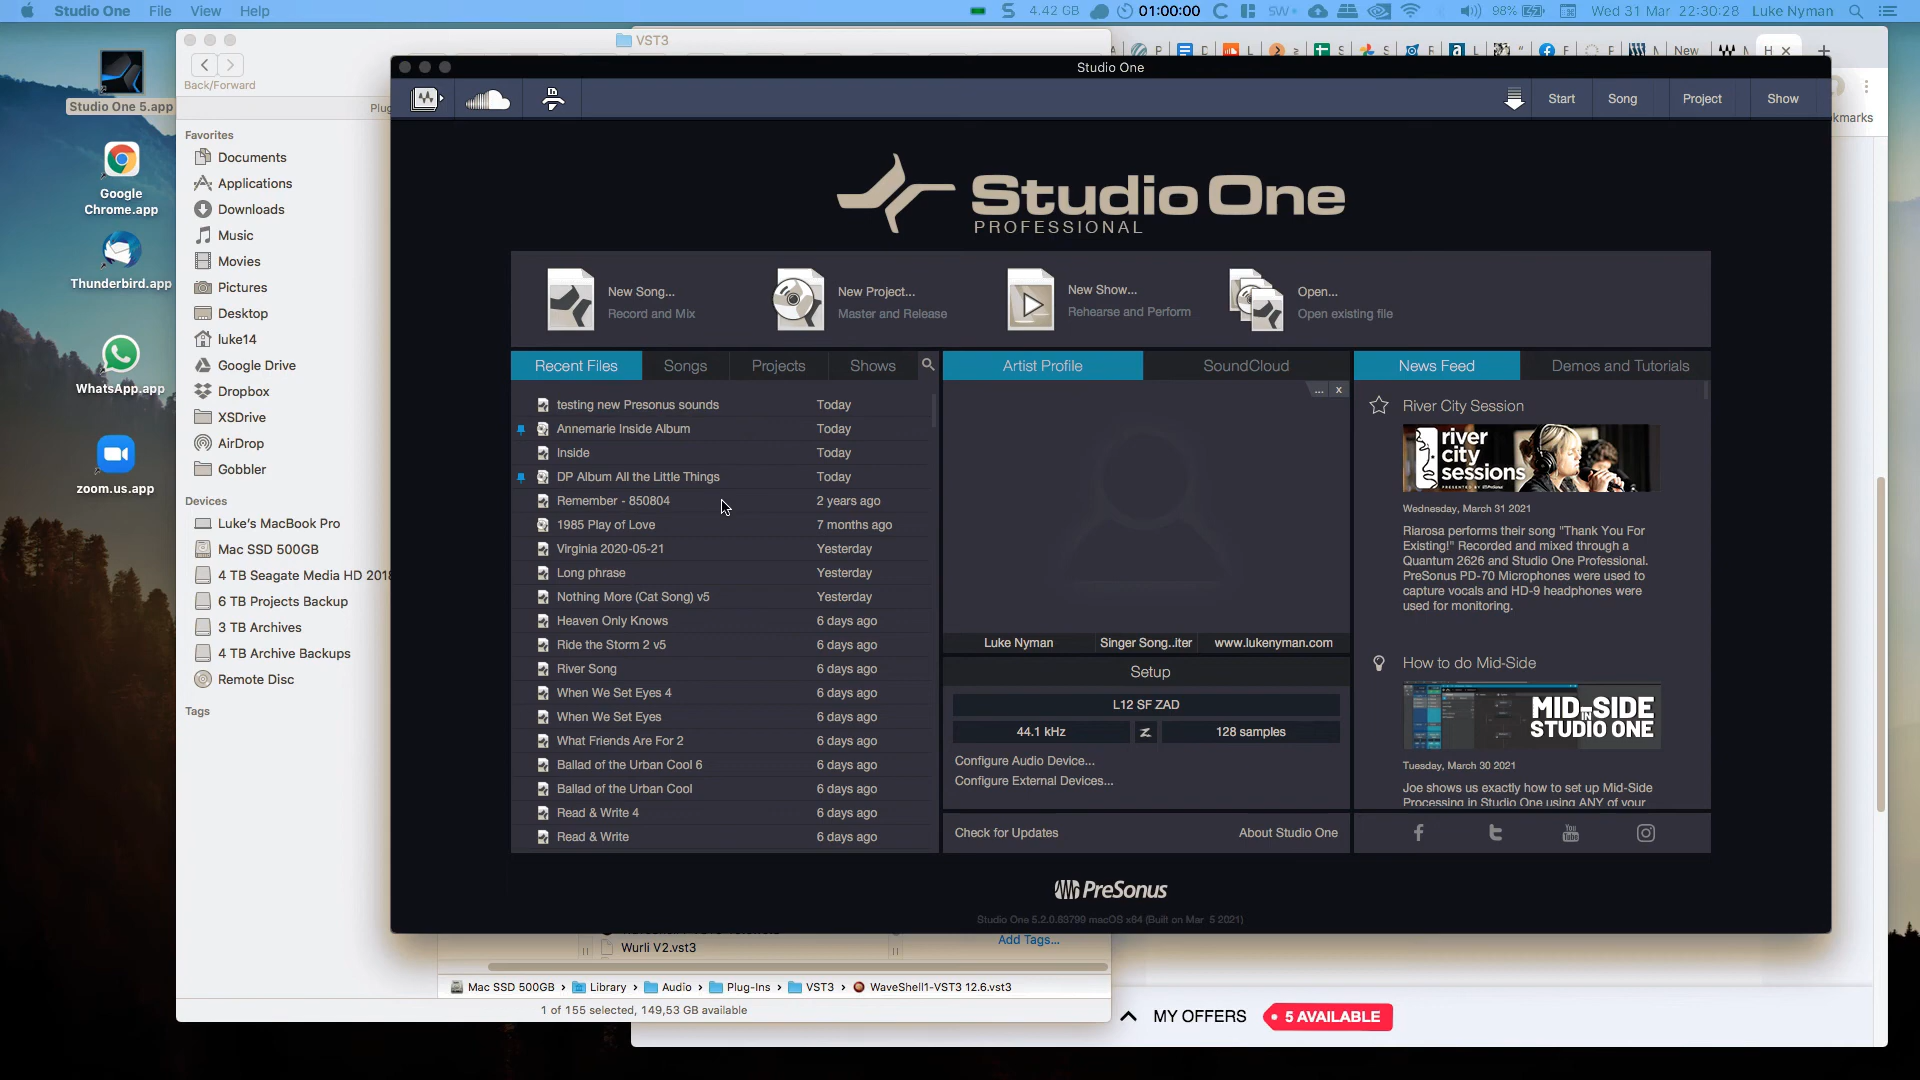 Studio One File View Help
4.42 GB 01:00:00 98% Wed 31 Mar 22:30:28 Luke Nyman
Studio One 5.app
Google
Chrome.app
Thunderbird.app
WhatsApp.app
zoom.us.app
VST3
Back/Forward
Plug
Favorites
Documents
Applications
Downloads
Music
Movies
Pictures
Desktop
luke14
Google Drive
Dropbox
XSDrive
AirDrop
Gobbler
Devices
Luke's MacBook Pro
Mac SSD 500GB
4 TB Seagate Media HD 2018
6 TB Projects Backup
3 TB Archives
4 TB Archive Backups
Remote Disc
Tags
New
kmarks
Studio One
Start Song Project Show
Studio One
PROFESSIONAL
New Song...
Record and Mix
New Project...
Master and Release
New Show...
Rehearse and Perform
Open...
Open existing file
Recent Files Songs Projects Shows
testing new Presonus sounds Today
Annemarie Inside Album Today
Inside Today
DP Album All the Little Things Today
Remember - 850804 2 years ago
1985 Play of Love 7 months ago
Virginia 2020-05-21 Yesterday
Long phrase Yesterday
Nothing More (Cat Song) v5 Yesterday
Heaven Only Knows 6 days ago
Ride the Storm 2 v5 6 days ago
River Song 6 days ago
When We Set Eyes 4 6 days ago
When We Set Eyes 6 days ago
What Friends Are For 2 6 days ago
Ballad of the Urban Cool 6 6 days ago
Ballad of the Urban Cool 6 days ago
Read & Write 4 6 days ago
Read & Write 6 days ago
Artist Profile SoundCloud
... x
Luke Nyman Singer Song..iter www.lukenyman.com
Setup
L12 SF ZAD
44.1 kHz 128 samples
Configure Audio Device...
Configure External Devices...
Check for Updates About Studio One
News Feed Demos and Tutorials
River City Session
river
city
sessions
Wednesday, March 31 2021
Riarosa performs their song "Thank You For
Existing!" Recorded and mixed through a
Quantum 2626 and Studio One Professional.
PreSonus PD-70 Microphones were used to
capture vocals and HD-9 headphones were
used for monitoring.
How to do Mid-Side
MID-SIDE
IN
STUDIO ONE
Tuesday, March 30 2021
Joe shows us exactly how to set up Mid-Side
Processing in Studio One using ANY of your
PreSonus
Studio One 5.2.0.63799 macOS x64 (Built on Mar 5 2021)
Wurli V2.vst3
Add Tags...
Mac SSD 500GB › Library › Audio › Plug-Ins › VST3 › WaveShell1-VST3 12.6.vst3
1 of 155 selected, 149,53 GB available
MY OFFERS 5 AVAILABLE